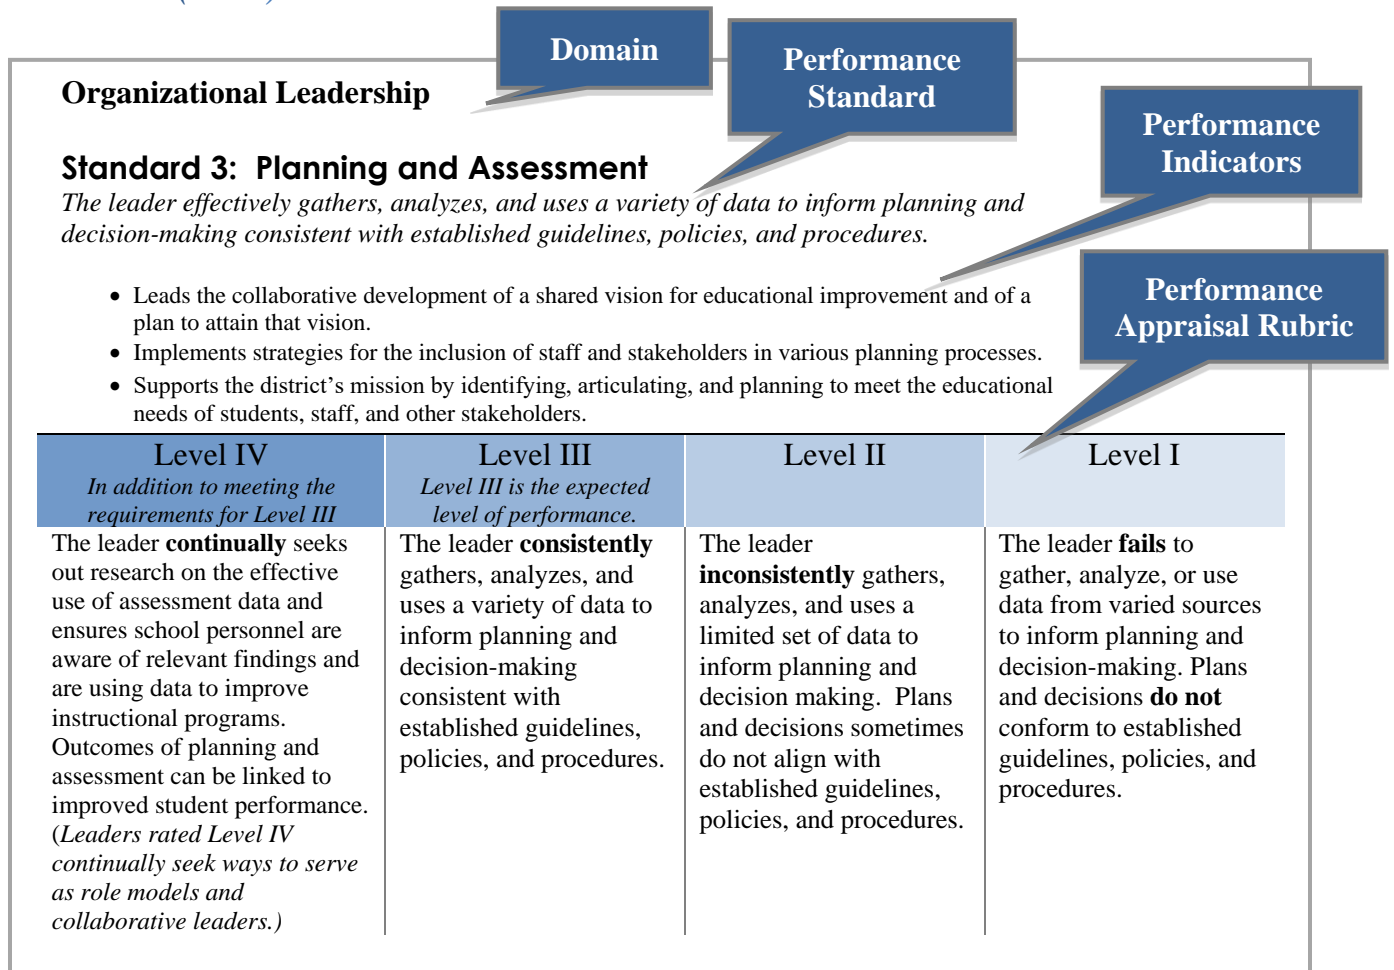 Domain
Performance
Standard
Organizational Leadership
Performance
Indicators
Standard 3: Planning and Assessment
The leader effectively gathers, analyzes, and uses a variety of data to inform planning and
decision-making consistent with established guidelines, policies, and procedures.
Performance
Appraisal Rubric
• Leads the collaborative development of a shared vision for educational improvement and of a
plan to attain that vision.
• Implements strategies for the inclusion of staff and stakeholders in various planning processes.
• Supports the district's mission by identifying, articulating, and planning to meet the educational
needs of students, staff, and other stakeholders.
Level IV
In addition to meeting the
requirements for Level III
Level III
Level III is the expected
level of performance.
Level II
Level I
The leader continually seeks
out research on the effective
use of assessment data and
ensures school personnel are
aware of relevant findings and
are using data to improve
instructional programs.
Outcomes of planning and
assessment can be linked to
improved student performance.
(Leaders rated Level IV
continually seek ways to serve
as role models and
collaborative leaders.)
The leader consistently
gathers, analyzes, and
uses a variety of data to
inform planning and
decision-making
consistent with
established guidelines,
policies, and procedures.
The leader
inconsistently gathers,
analyzes, and uses a
limited set of data to
inform planning and
decision making.  Plans
and decisions sometimes
do not align with
established guidelines,
policies, and procedures.
The leader fails to
gather, analyze, or use
data from varied sources
to inform planning and
decision-making. Plans
and decisions do not
conform to established
guidelines, policies, and
procedures.